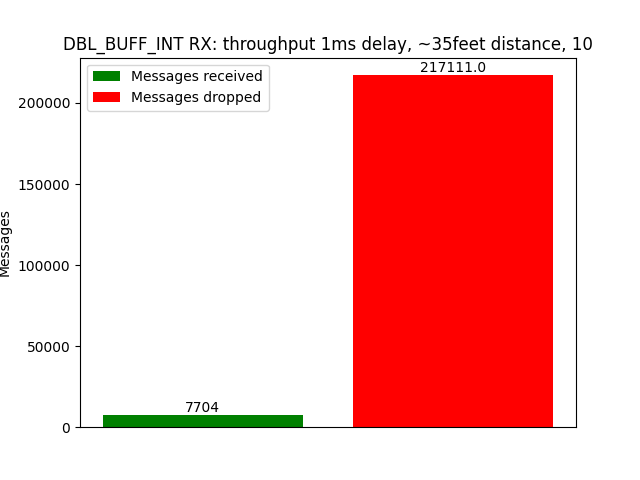 DBL_BUFF_INT RX: throughput 1ms delay, ~35feet distance, 10
Messages received
Messages dropped
217111.0
7704
Messages
200000
150000
100000
50000
0